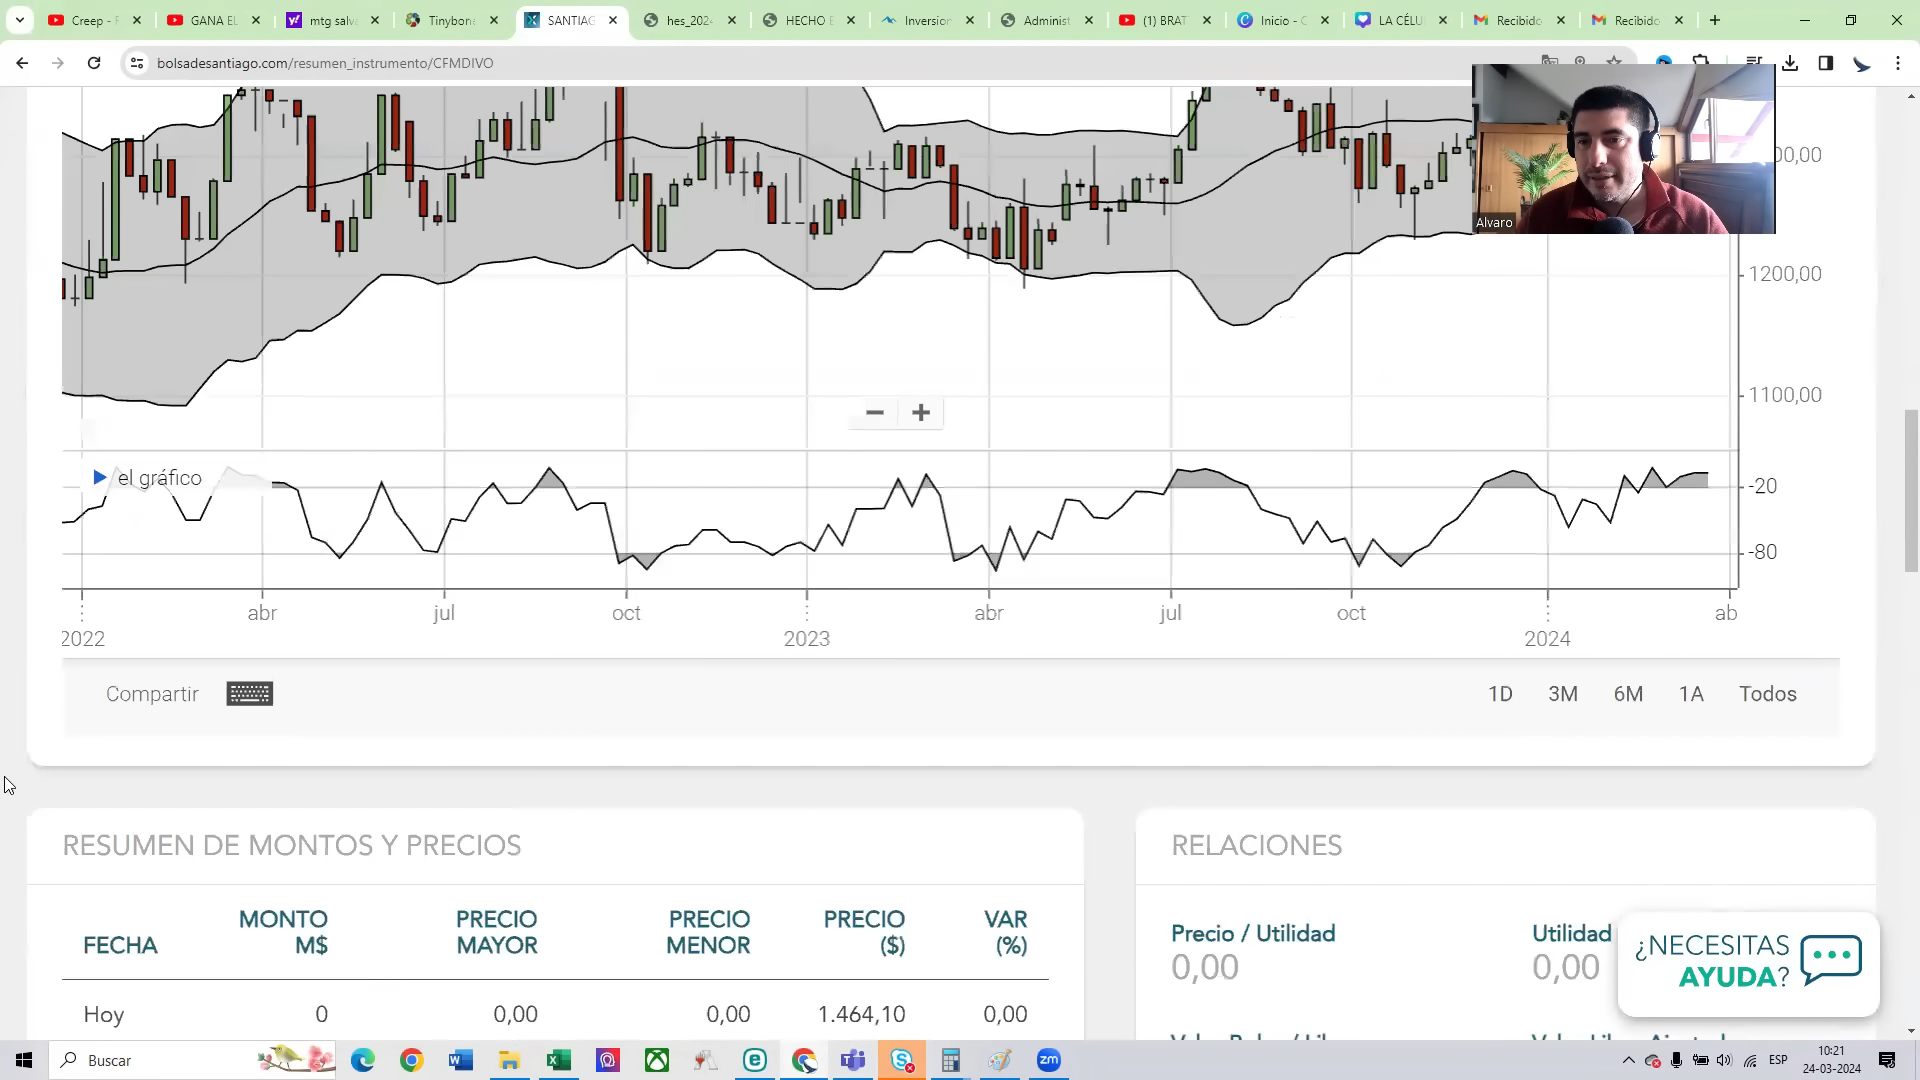 Creep - F
GANA EL
mtg salv
Tinybone
SANTIAG
hes_202
HECHO E
Inversion
Administ
(1) BRAT
Inicio - C
LA CÉLU
Recibido
Recibido
bolsadesantiago.com/resumen_instrumento/CFMDIVO
Alvaro
00,00
1200,00
1100,00
− +
el gráfico
-20
-80
abr jul oct abr jul oct ab
2022 2023 2024
Compartir 1D 3M 6M 1A Todos
RESUMEN DE MONTOS Y PRECIOS
FECHA MONTO M$ PRECIO MAYOR PRECIO MENOR PRECIO ($) VAR (%)
Hoy 0 0,00 0,00 1.464,10 0,00
RELACIONES
Precio / Utilidad
0,00
Utilidad
0,00
¿NECESITAS
AYUDA?
Buscar
ESP
10:21
24-03-2024